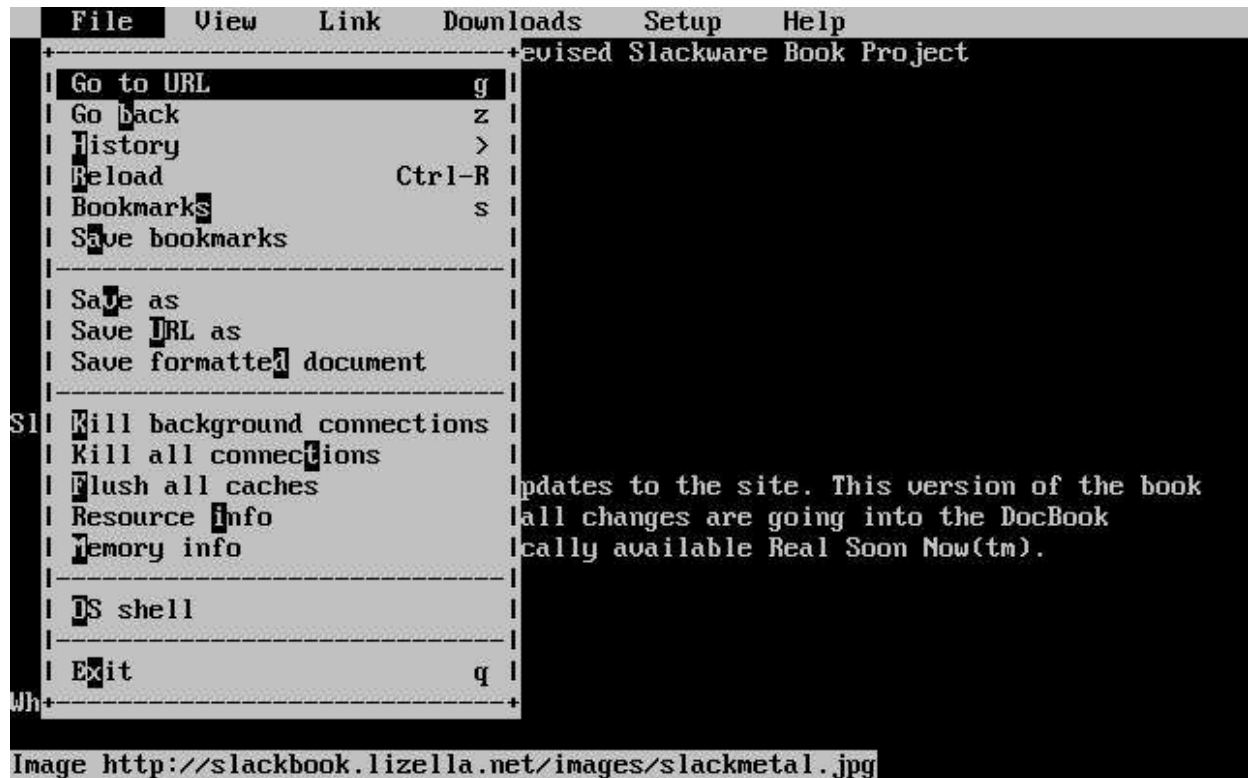 File View Link Downloads Setup Help
evised Slackware Book Project
Go to URL g
Go back z
History >
Reload Ctrl-R
Bookmarks s
Save bookmarks
Save as
Save URL as
Save formatted document
Sl Kill background connections
Kill all connections
Flush all caches pdates to the site. This version of the book
Resource info all changes are going into the DocBook
Memory info cally available Real Soon Now(tm).
OS shell
Exit q
Wh
Image http://slackbook.lizella.net/images/slackmetal.jpg